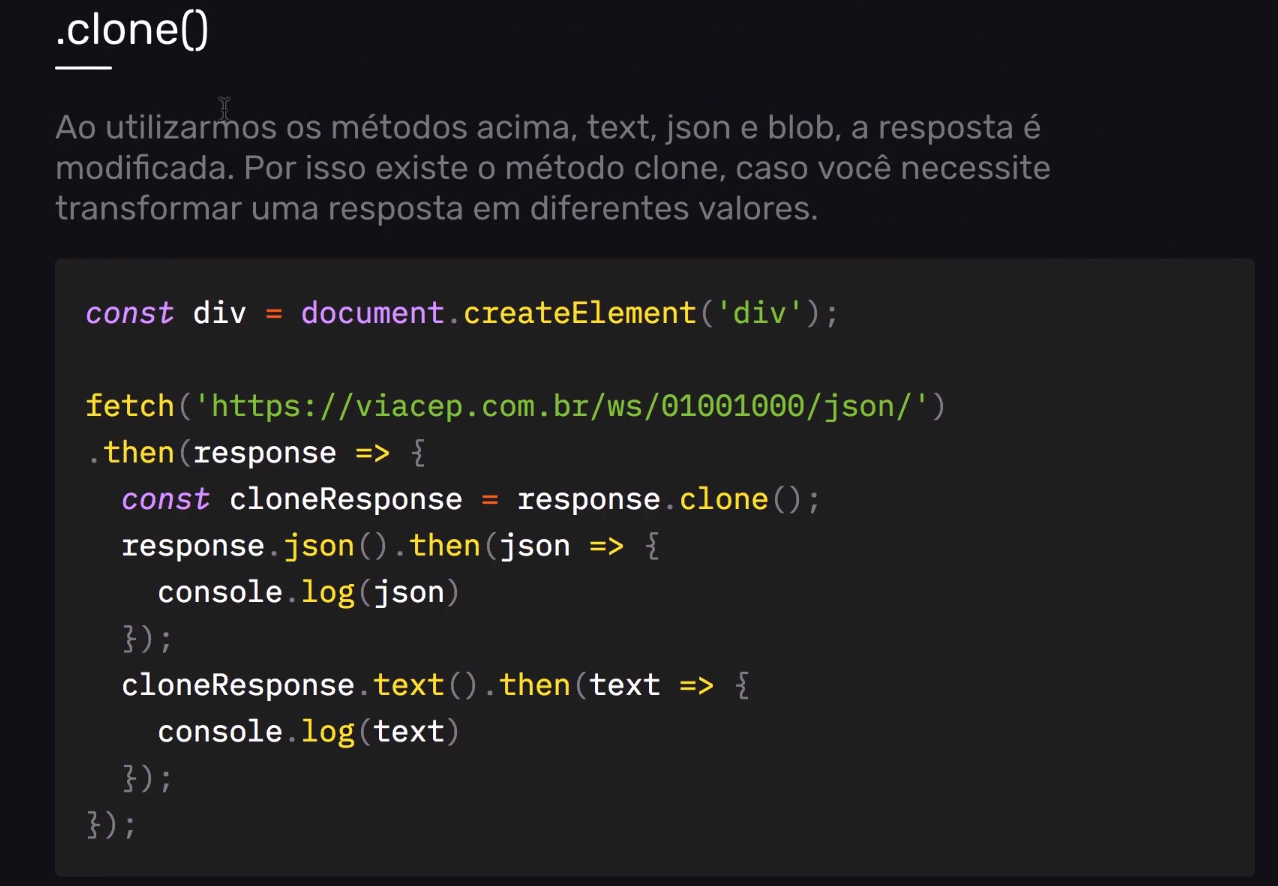 .clone()
Ao utilizarmos os métodos acima, text, json e blob, a resposta é
modificada. Por isso existe o método clone, caso você necessite
transformar uma resposta em diferentes valores.
const div = document.createElement('div');
fetch('https://viacep.com.br/ws/01001000/json/')
.then(response => {
  const cloneResponse = response.clone();
  response.json().then(json => {
    console.log(json)
  });
  cloneResponse.text().then(text => {
    console.log(text)
  });
});